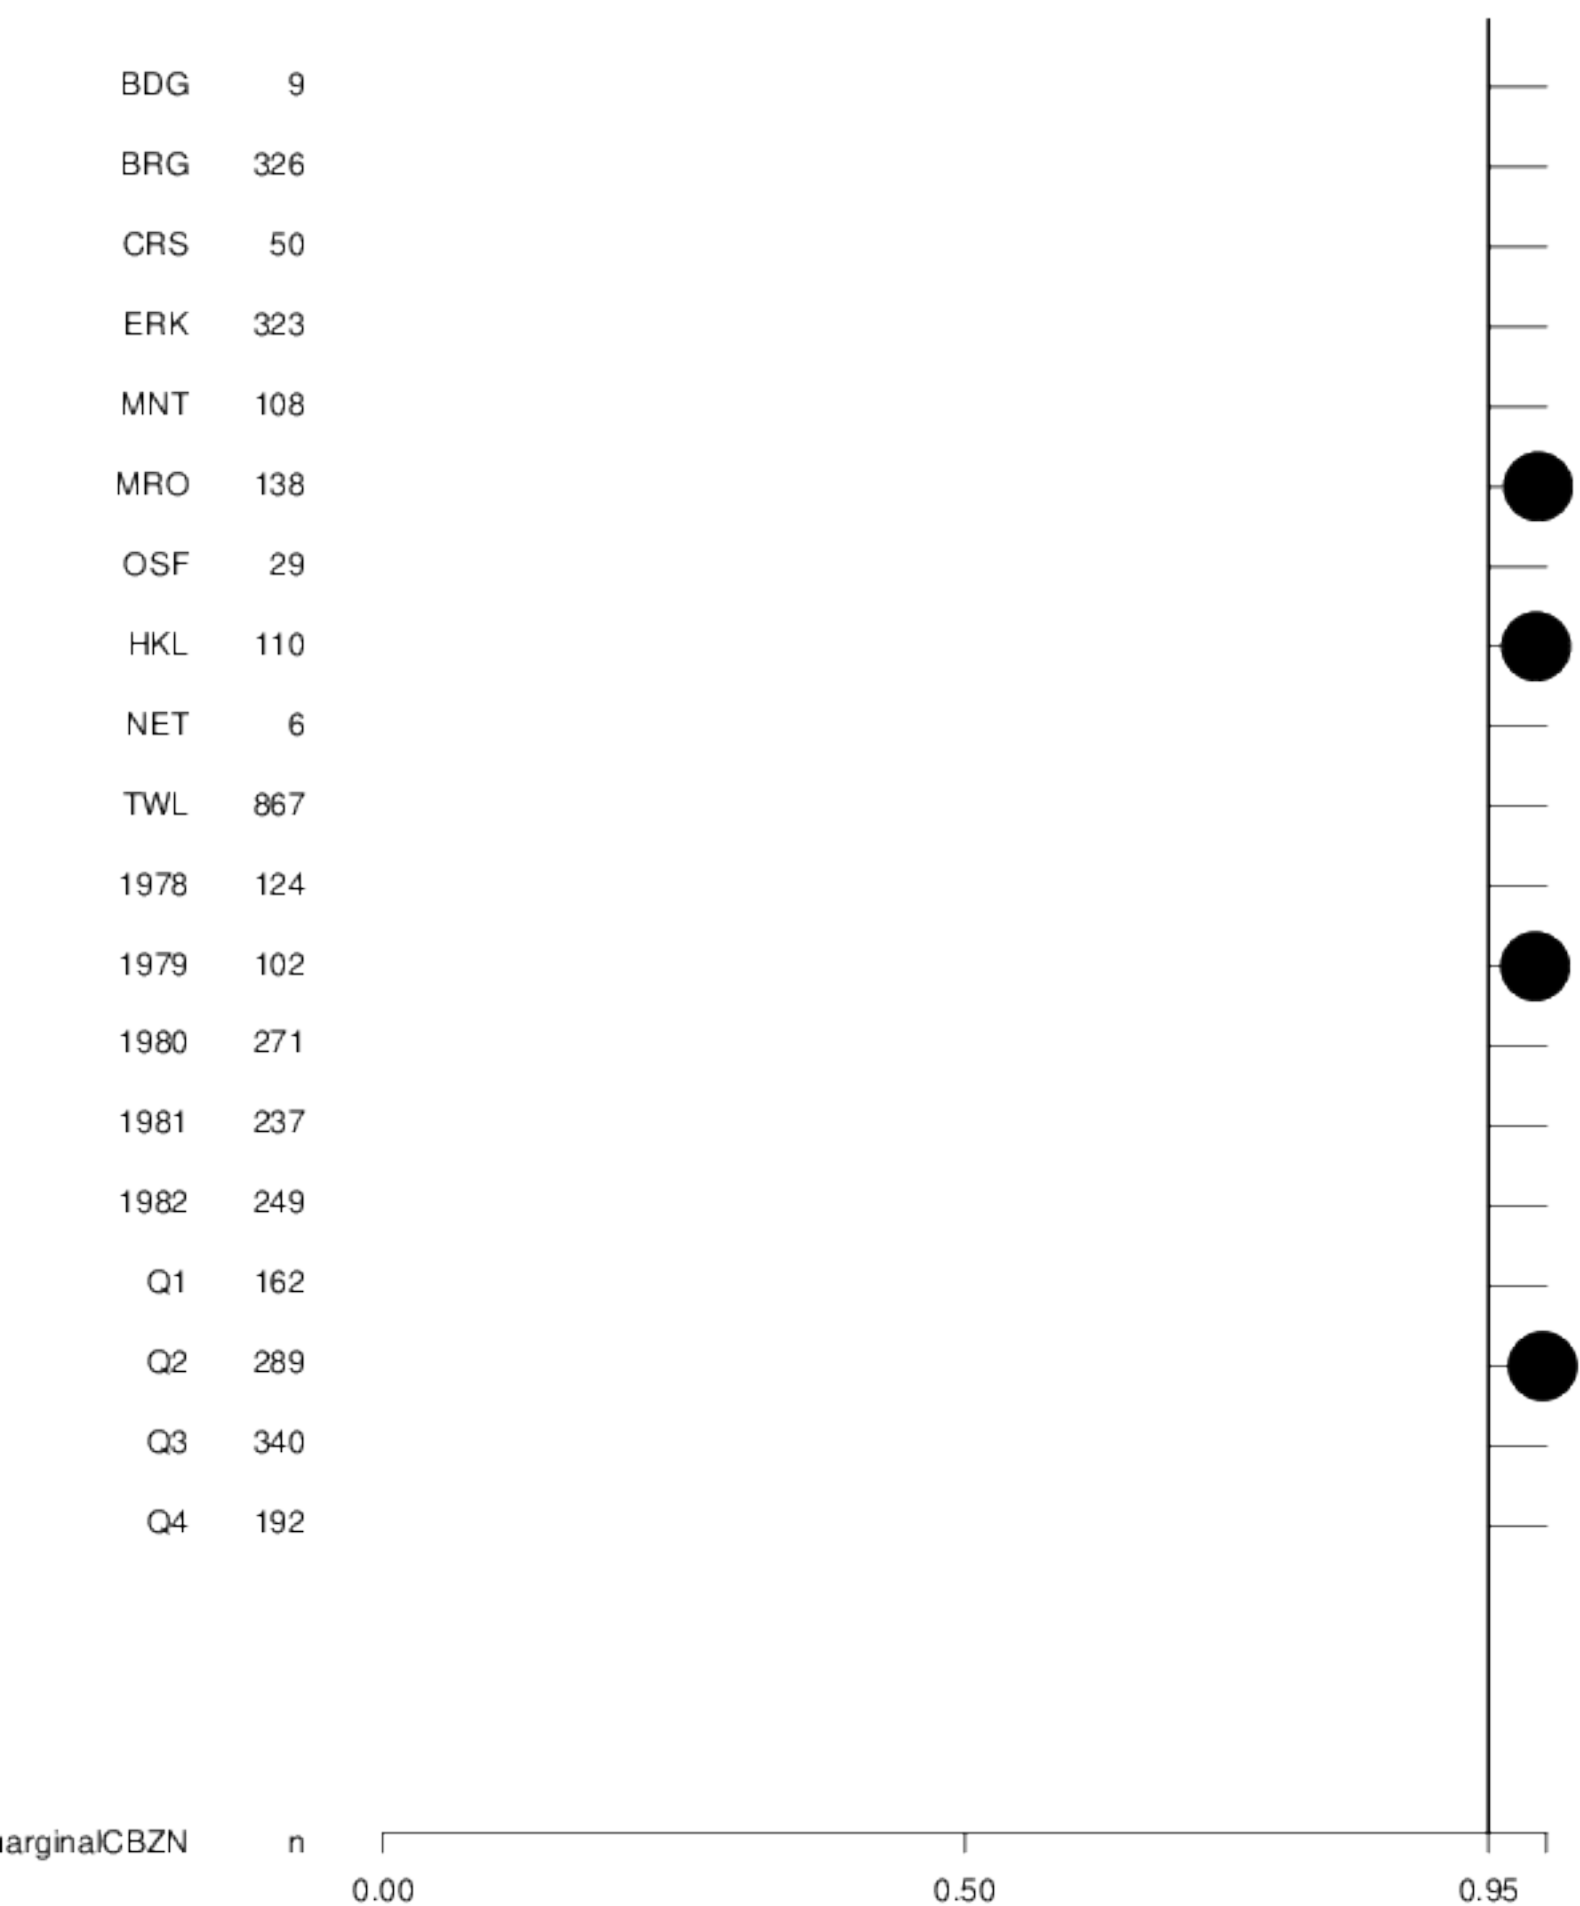 BDG 9
BRG 326
CRS 50
ERK 323
MNT 108
MRO 138
OSF 29
HKL 110
NET 6
TWL 867
1978 124
1979 102
1980 271
1981 237
1982 249
Q1 162
Q2 289
Q3 340
Q4 192
arginalCBZN n
0.00 0.50 0.95